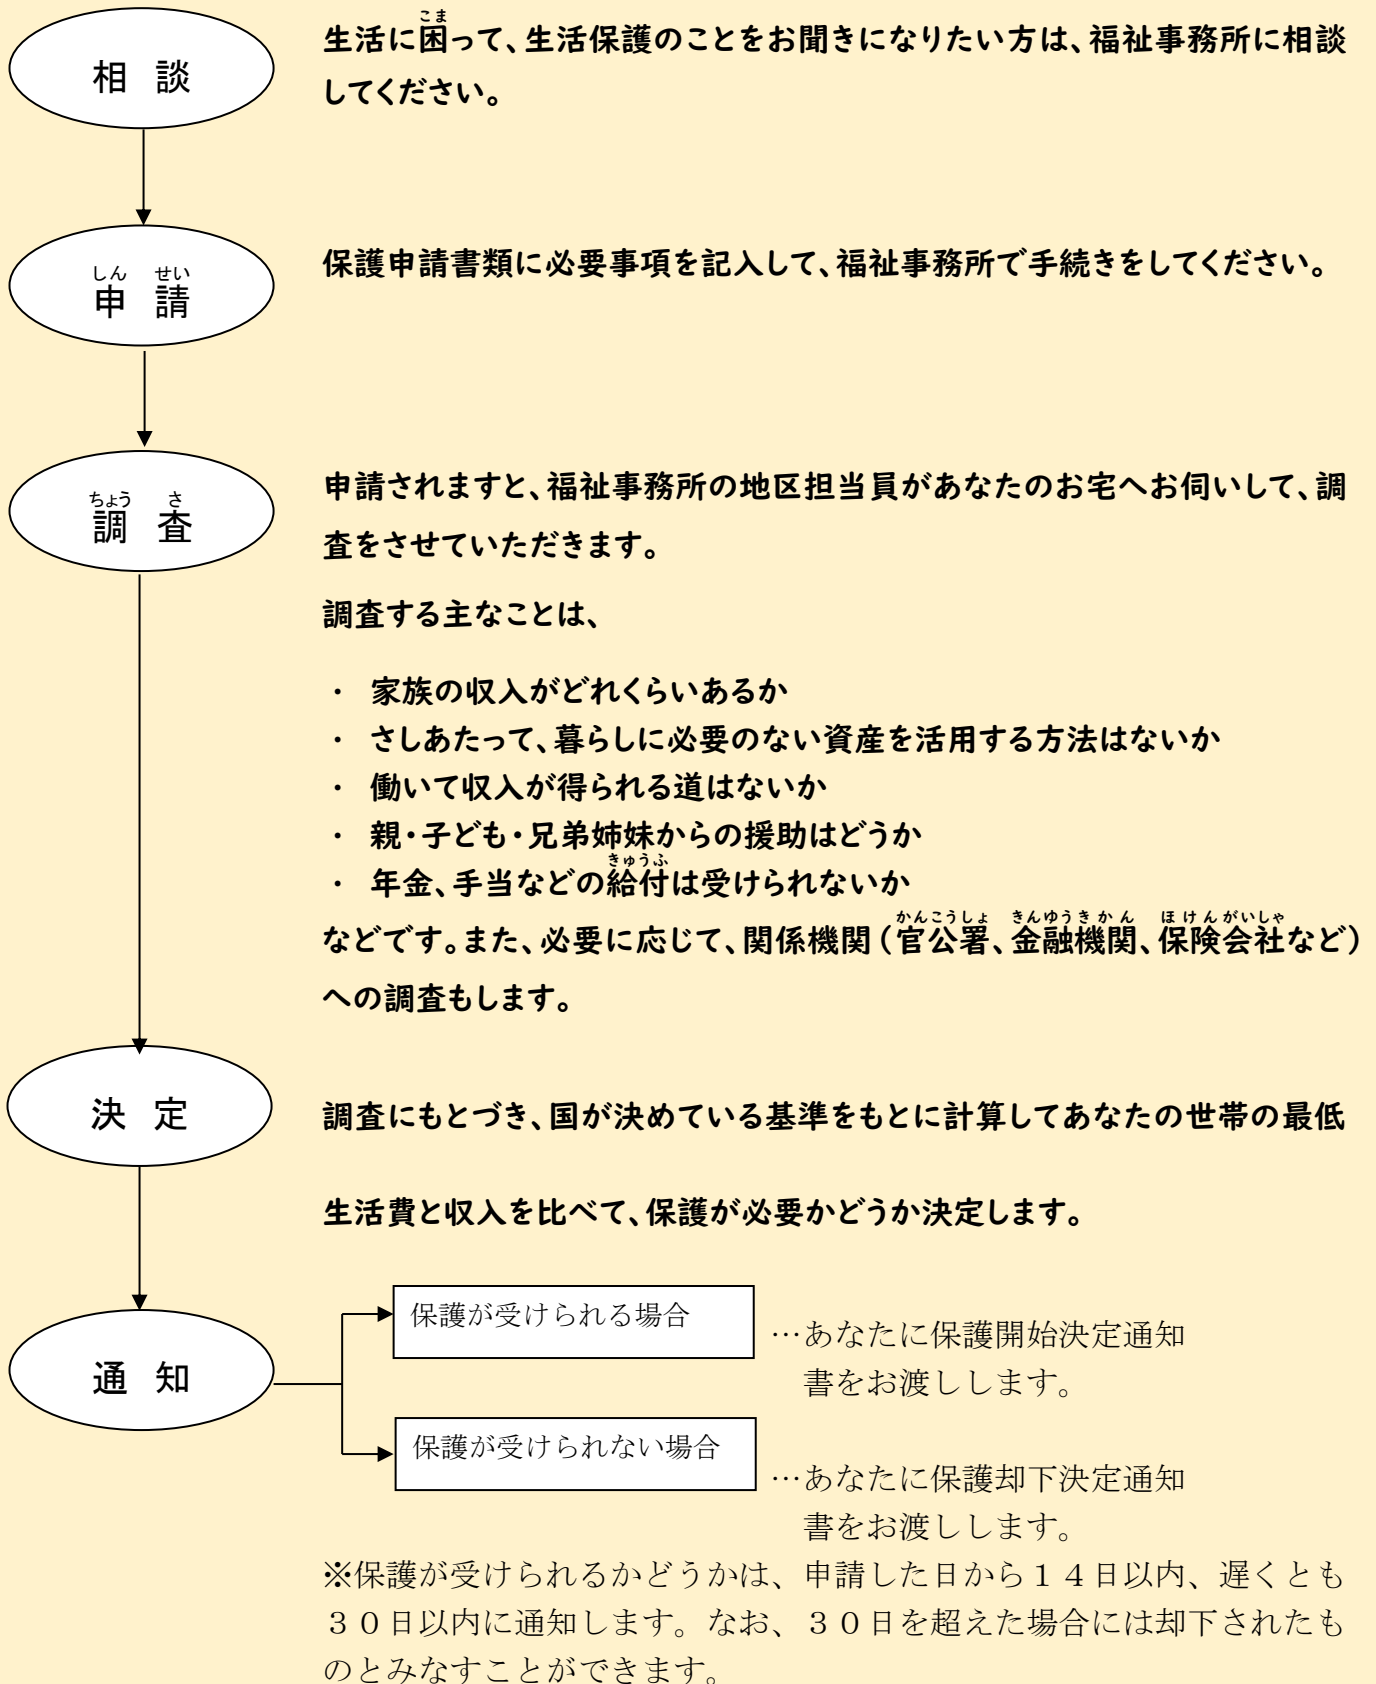 相 談
生活に困って、生活保護のことをお聞きになりたい方は、福祉事務所に相談
してください。
申 請
保護申請書類に必要事項を記入して、福祉事務所で手続きをしてください。
調 査
申請されますと、福祉事務所の地区担当員があなたのお宅へお伺いして、調
査をさせていただきます。
調査する主なことは、
・ 家族の収入がどれくらいあるか
・ さしあたって、暮らしに必要のない資産を活用する方法はないか
・ 働いて収入が得られる道はないか
・ 親・子ども・兄弟姉妹からの援助はどうか
・ 年金、手当などの給付は受けられないか
などです。また、必要に応じて、関係機関(官公署、金融機関、保険会社など)
への調査もします。
決 定
調査にもとづき、国が決めている基準をもとに計算してあなたの世帯の最低
生活費と収入を比べて、保護が必要かどうか決定します。
通 知
保護が受けられる場合
…あなたに保護開始決定通知
書をお渡しします。
保護が受けられない場合
…あなたに保護却下決定通知
書をお渡しします。
※保護が受けられるかどうかは、申請した日から14日以内、遅くとも
30日以内に通知します。なお、30日を超えた場合には却下されたも
のとみなすことができます。